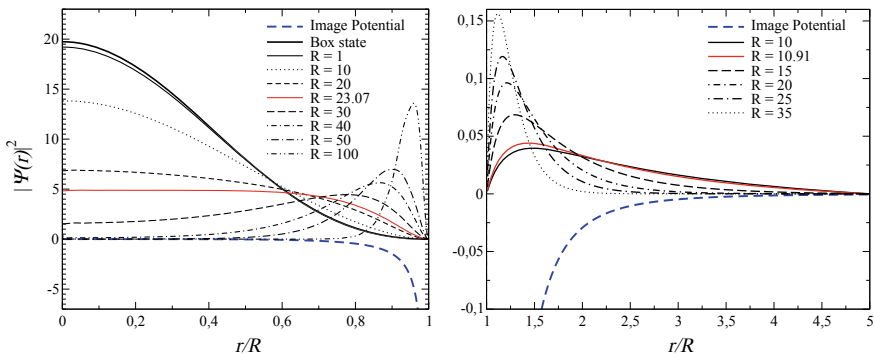 20
15
10
5
0
-5
0
0,2
0,4
0,6
0,8
1
r/R
|Ψ(r)|²
Image Potential
Box state
R = 1
R = 10
R = 20
R = 23.07
R = 30
R = 40
R = 50
R = 100
0,15
0,1
0,05
0
-0,05
-0,1
1
1,5
2
2,5
3
3,5
4
4,5
5
r/R
Image Potential
R = 10
R = 10.91
R = 15
R = 20
R = 25
R = 35